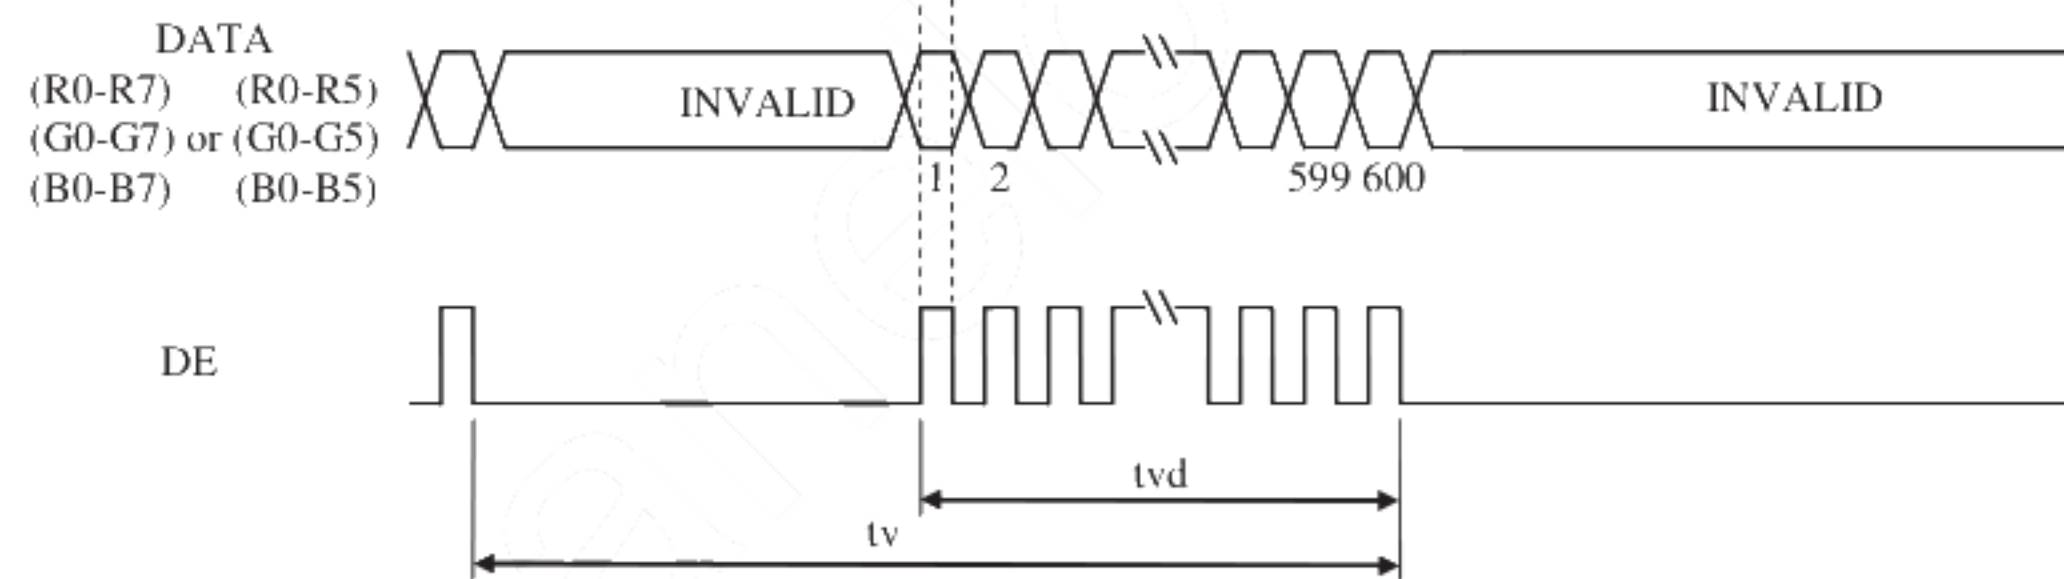 DATA
(R0-R7) (R0-R5)
(G0-G7) or (G0-G5)
(B0-B7) (B0-B5)
INVALID
INVALID
1 2 599 600
DE
tvd
tv